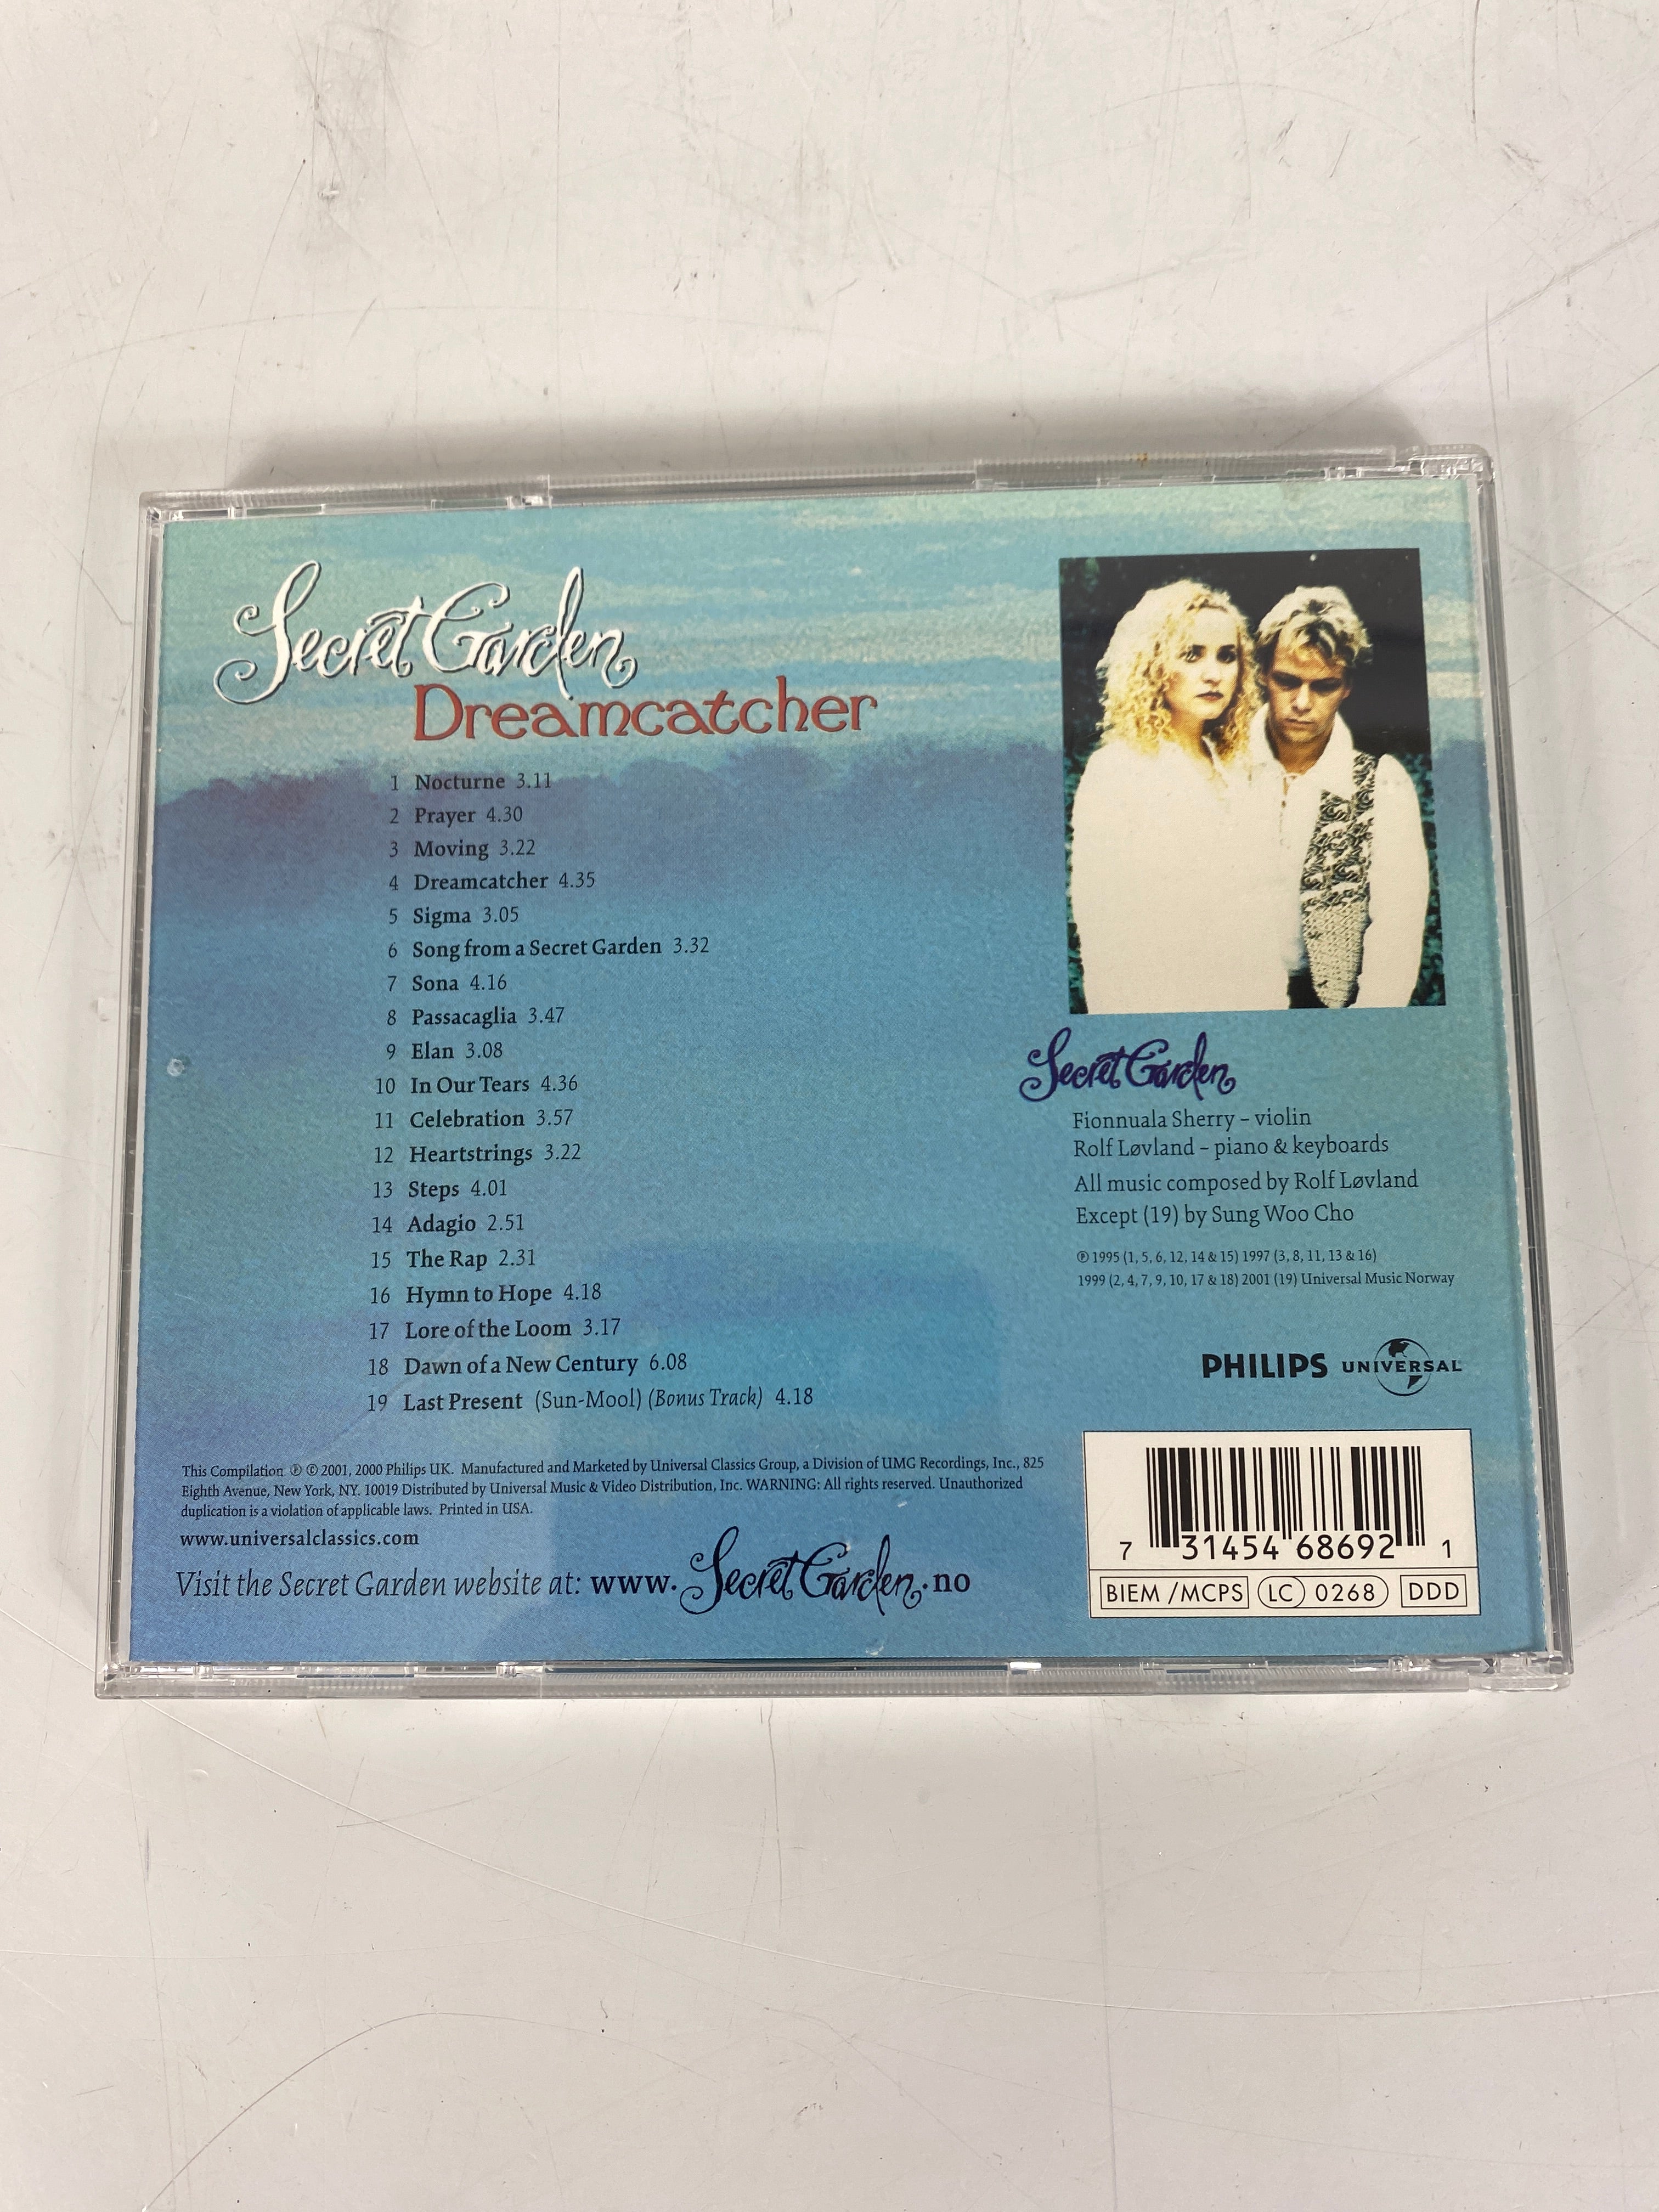 Secret Garden
Dreamcatcher
1 Nocturne 3.11
2 Prayer 4.30
3 Moving 3.22
4 Dreamcatcher 4.35
5 Sigma 3.05
6 Song from a Secret Garden 3.32
7 Sona 4.16
8 Passacaglia 3.47
9 Elan 3.08
10 In Our Tears 4.36
11 Celebration 3.57
12 Heartstrings 3.22
13 Steps 4.01
14 Adagio 2.51
15 The Rap 2.31
16 Hymn to Hope 4.18
17 Lore of the Loom 3.17
18 Dawn of a New Century 6.08
19 Last Present (Sun-Mool) (Bonus Track) 4.18
Secret Garden
Fionnuala Sherry – violin
Rolf Løvland – piano & keyboards
All music composed by Rolf Løvland
Except (19) by Sung Woo Cho
℗ 1995 (1, 5, 6, 12, 14 & 15) 1997 (3, 8, 11, 13 & 16)
1999 (2, 4, 7, 9, 10, 17 & 18) 2001 (19) Universal Music Norway
PHILIPS UNIVERSAL
This Compilation ℗ © 2001, 2000 Philips UK. Manufactured and Marketed by Universal Classics Group, a Division of UMG Recordings, Inc., 825
Eighth Avenue, New York, NY. 10019 Distributed by Universal Music & Video Distribution, Inc. WARNING: All rights reserved. Unauthorized
duplication is a violation of applicable laws. Printed in USA.
www.universalclassics.com
Visit the Secret Garden website at: www.Secret Garden.no
7 31454 68692 1
BIEM / MCPS LC 0268 DDD